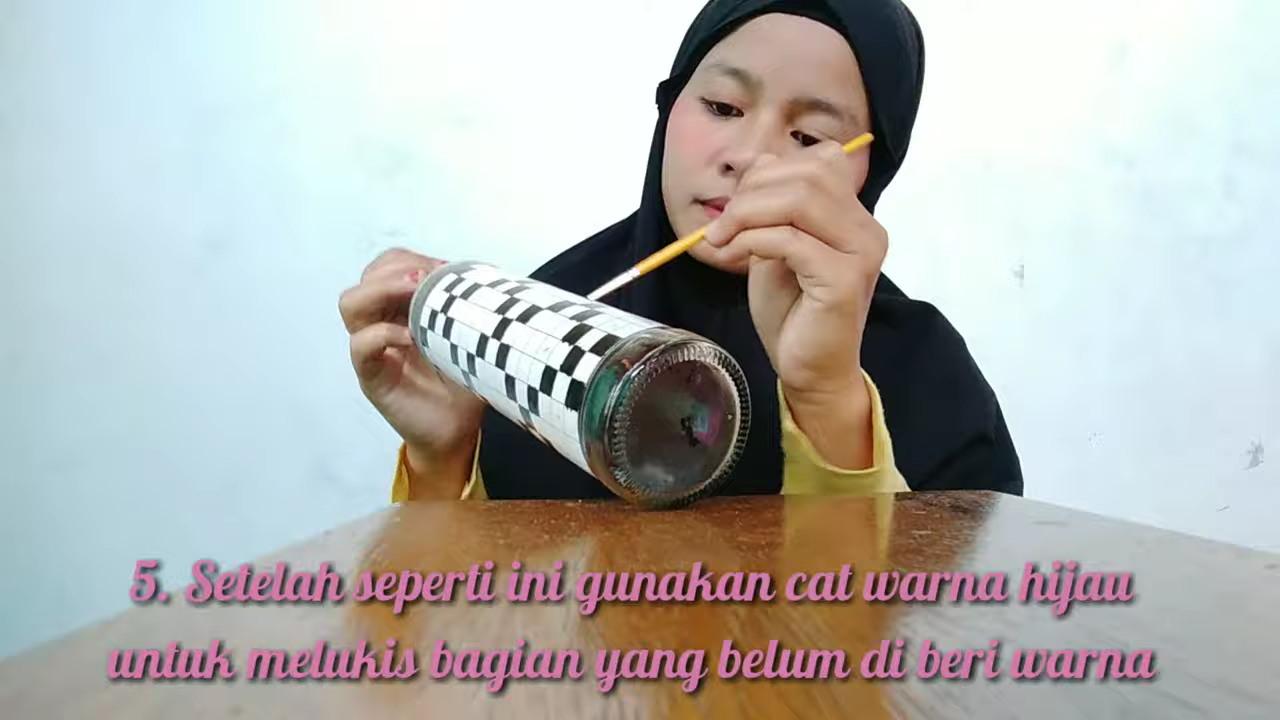 5. Setelah seperti ini gunakan cat warna hijau
untuk melukis bagian yang belum di beri warna